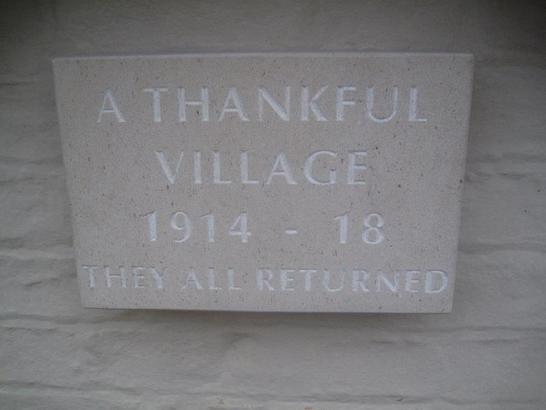 A THANKFUL
VILLAGE
1914 - 18
THEY ALL RETURNED